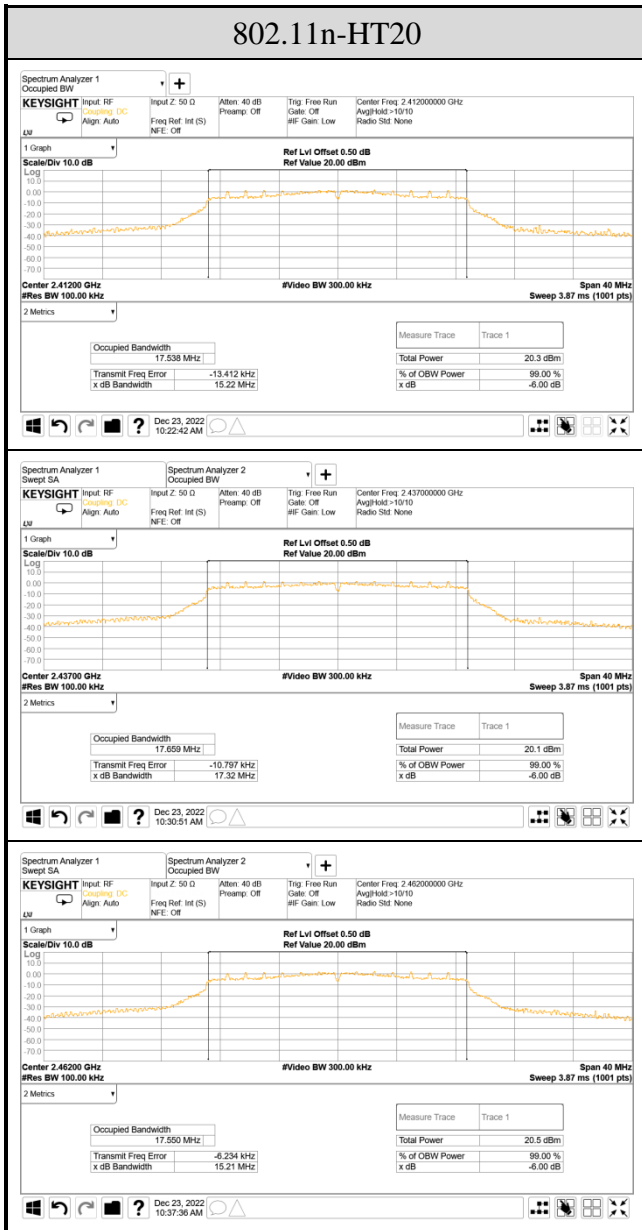 802.11n-HT20
Spectrum Analyzer 1
Occupied BW
+
KEYSIGHT Input: RF Input Z: 50 Ω Atten: 40 dB Trig: Free Run Center Freq: 2.412000000 GHz
Coupling: DC Preamp: Off Gate: Off Avg|Hold:>10/10
Align: Auto Freq Ref: Int (S) #IF Gain: Low Radio Std: None
LXI NFE: Off
1 Graph
Ref Lvl Offset 0.50 dB
Scale/Div 10.0 dB Ref Value 20.00 dBm
Log
10.0
0.00
-10.0
-20.0
-30.0
-40.0
-50.0
-60.0
-70.0
Center 2.41200 GHz #Video BW 300.00 kHz Span 40 MHz
#Res BW 100.00 kHz Sweep 3.87 ms (1001 pts)
2 Metrics
Measure Trace Trace 1
Occupied Bandwidth
17.538 MHz Total Power 20.3 dBm
Transmit Freq Error -13.412 kHz % of OBW Power 99.00 %
x dB Bandwidth 15.22 MHz x dB -6.00 dB
? Dec 23, 2022
10:22:42 AM
Spectrum Analyzer 1 Spectrum Analyzer 2
Swept SA Occupied BW
+
KEYSIGHT Input: RF Input Z: 50 Ω Atten: 40 dB Trig: Free Run Center Freq: 2.437000000 GHz
Coupling: DC Preamp: Off Gate: Off Avg|Hold:>10/10
Align: Auto Freq Ref: Int (S) #IF Gain: Low Radio Std: None
LXI NFE: Off
1 Graph
Ref Lvl Offset 0.50 dB
Scale/Div 10.0 dB Ref Value 20.00 dBm
Log
10.0
0.00
-10.0
-20.0
-30.0
-40.0
-50.0
-60.0
-70.0
Center 2.43700 GHz #Video BW 300.00 kHz Span 40 MHz
#Res BW 100.00 kHz Sweep 3.87 ms (1001 pts)
2 Metrics
Measure Trace Trace 1
Occupied Bandwidth
17.659 MHz Total Power 20.1 dBm
Transmit Freq Error -10.797 kHz % of OBW Power 99.00 %
x dB Bandwidth 17.32 MHz x dB -6.00 dB
? Dec 23, 2022
10:30:51 AM
Spectrum Analyzer 1 Spectrum Analyzer 2
Swept SA Occupied BW
+
KEYSIGHT Input: RF Input Z: 50 Ω Atten: 40 dB Trig: Free Run Center Freq: 2.462000000 GHz
Coupling: DC Preamp: Off Gate: Off Avg|Hold:>10/10
Align: Auto Freq Ref: Int (S) #IF Gain: Low Radio Std: None
LXI NFE: Off
1 Graph
Ref Lvl Offset 0.50 dB
Scale/Div 10.0 dB Ref Value 20.00 dBm
Log
10.0
0.00
-10.0
-20.0
-30.0
-40.0
-50.0
-60.0
-70.0
Center 2.46200 GHz #Video BW 300.00 kHz Span 40 MHz
#Res BW 100.00 kHz Sweep 3.87 ms (1001 pts)
2 Metrics
Measure Trace Trace 1
Occupied Bandwidth
17.550 MHz Total Power 20.5 dBm
Transmit Freq Error -6.234 kHz % of OBW Power 99.00 %
x dB Bandwidth 15.21 MHz x dB -6.00 dB
? Dec 23, 2022
10:37:36 AM